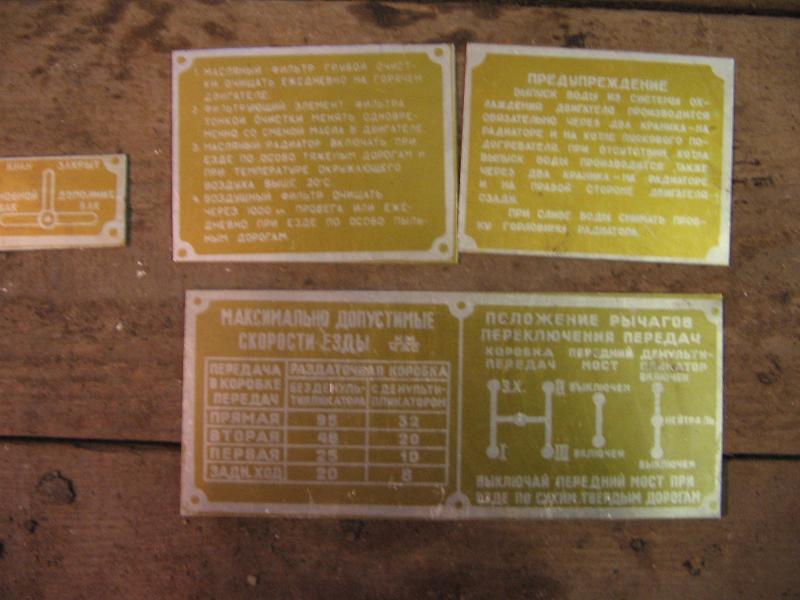 КРАН ЗАКРЫТ
ДОПОЛНИТ.
БАК БАК
1. МАСЛЯНЫЙ ФИЛЬТР ГРУБОЙ ОЧИСТ-
КИ ОЧИЩАТЬ ЕЖЕДНЕВНО НА ГОРЯЧЕМ
ДВИГАТЕЛЕ.
2. ФИЛЬТРУЮЩИЙ ЭЛЕМЕНТ ФИЛЬТРА
ТОНКОЙ ОЧИСТКИ МЕНЯТЬ ОДНОВРЕ-
МЕННО СО СМЕНОЙ МАСЛА В ДВИГАТЕЛЕ.
3. МАСЛЯНЫЙ РАДИАТОР ВКЛЮЧАТЬ ПРИ
ЕЗДЕ ПО ОСОБО ТЯЖЕЛЫМ ДОРОГАМ И
ПРИ ТЕМПЕРАТУРЕ ОКРУЖАЮЩЕГО
ВОЗДУХА ВЫШЕ 20°С.
4. ВОЗДУШНЫЙ ФИЛЬТР ОЧИЩАТЬ
ЧЕРЕЗ 1000 км ПРОБЕГА ИЛИ ЕЖЕ-
ДНЕВНО ПРИ ЕЗДЕ ПО ОСОБО ПЫЛЬ-
НЫМ ДОРОГАМ.
ПРЕДУПРЕЖДЕНИЕ
ВЫПУСК ВОДЫ ИЗ СИСТЕМЫ ОХ-
ЛАЖДЕНИЯ ДВИГАТЕЛЯ ПРОИЗВОДИТСЯ
ОБЯЗАТЕЛЬНО ЧЕРЕЗ ДВА КРАНИКА-НА
РАДИАТОРЕ И НА КОТЛЕ ПУСКОВОГО ПО-
ДОГРЕВАТЕЛЯ. ПРИ ОТСУТСТВИИ КОТЛА
ВЫПУСК ВОДЫ ПРОИЗВОДИТСЯ ТАКЖЕ
ЧЕРЕЗ ДВА КРАНИКА-НА РАДИАТОРЕ
И НА ПРАВОЙ СТОРОНЕ ДВИГАТЕЛЯ
СЗАДИ.
ПРИ СЛИВЕ ВОДЫ СНИМАТЬ ПРОБ-
КУ ГОРЛОВИНЫ РАДИАТОРА.
МАКСИМАЛЬНО ДОПУСТИМЫЕ
СКОРОСТИ ЕЗДЫ КМ ЧАС
ПЕРЕДАЧА В КОРОБКЕ ПЕРЕДАЧ
РАЗДАТОЧНАЯ КОРОБКА
БЕЗ ДЕМУЛЬ-
ТИПЛИКАТОРА
С ДЕМУЛЬТИ-
ПЛИКАТОРОМ
ПРЯМАЯ 95 32
ВТОРАЯ 48 20
ПЕРВАЯ 25 10
ЗАДН. ХОД 20 8
ПОЛОЖЕНИЕ РЫЧАГОВ
ПЕРЕКЛЮЧЕНИЯ ПЕРЕДАЧ
КОРОБКА ПЕРЕДНИЙ ДЕМУЛЬТИ-
ПЕРЕДАЧ МОСТ ПЛИКАТОР
З.Х. II ВЫКЛЮЧЕН ВКЛЮЧЕН
НЕЙТРАЛЬ
I III ВКЛЮЧЕН ВЫКЛЮЧЕН
ВЫКЛЮЧАЙ ПЕРЕДНИЙ МОСТ ПРИ
ЕЗДЕ ПО СУХИМ ТВЕРДЫМ ДОРОГАМ